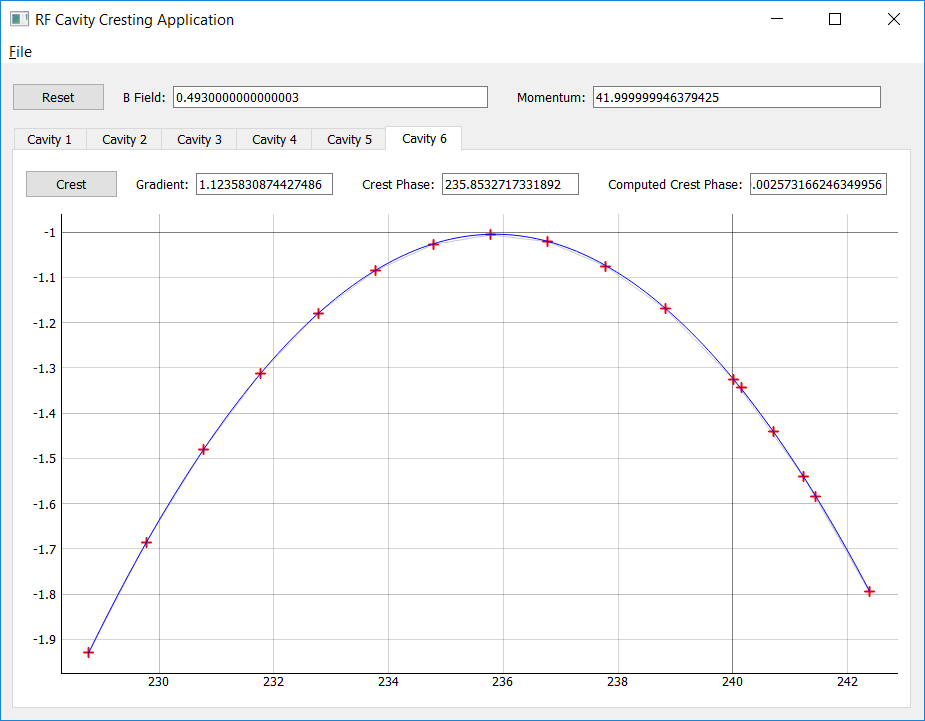 RF Cavity Cresting Application
File
Reset B Field: 0.4930000000000003 Momentum: 41.999999946379425
Cavity 1 Cavity 2 Cavity 3 Cavity 4 Cavity 5 Cavity 6
Crest Gradient: 1.1235830874427486 Crest Phase: 235.8532717331892 Computed Crest Phase: .002573166246349956
-1
-1.1
-1.2
-1.3
-1.4
-1.5
-1.6
-1.7
-1.8
-1.9
230 232 234 236 238 240 242